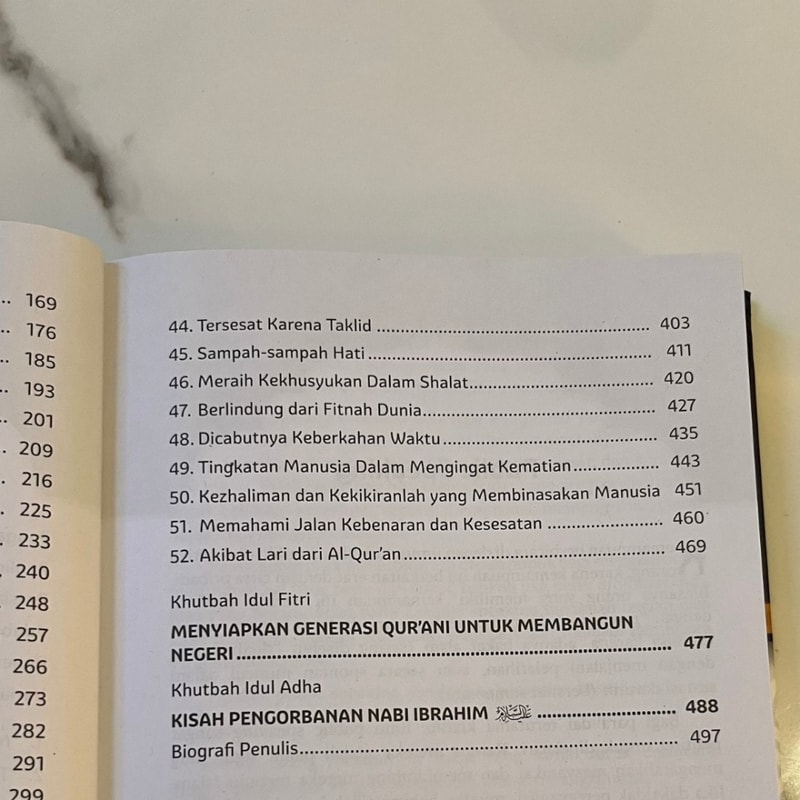 .. 169
.. 176
.. 185
.. 193
.. 201
.. 209
. 216
. 225
. 233
. 240
. 248
257
266
273
282
291
299
44. Tersesat Karena Taklid ........................................................ 403
45. Sampah-sampah Hati ........................................................ 411
46. Meraih Kekhusyukan Dalam Shalat..................................... 420
47. Berlindung dari Fitnah Dunia.............................................. 427
48. Dicabutnya Keberkahan Waktu........................................... 435
49. Tingkatan Manusia Dalam Mengingat Kematian................. 443
50. Kezhaliman dan Kekikiranlah yang Membinasakan Manusia 451
51. Memahami Jalan Kebenaran dan Kesesatan ....................... 460
52. Akibat Lari dari Al-Qur’an.................................................... 469
Khutbah Idul Fitri
MENYIAPKAN GENERASI QUR’ANI UNTUK MEMBANGUN
NEGERI................................................................................ 477
Khutbah Idul Adha
KISAH PENGORBANAN NABI IBRAHIM عليه السلام ........................... 488
Biografi Penulis....................................................................... 497